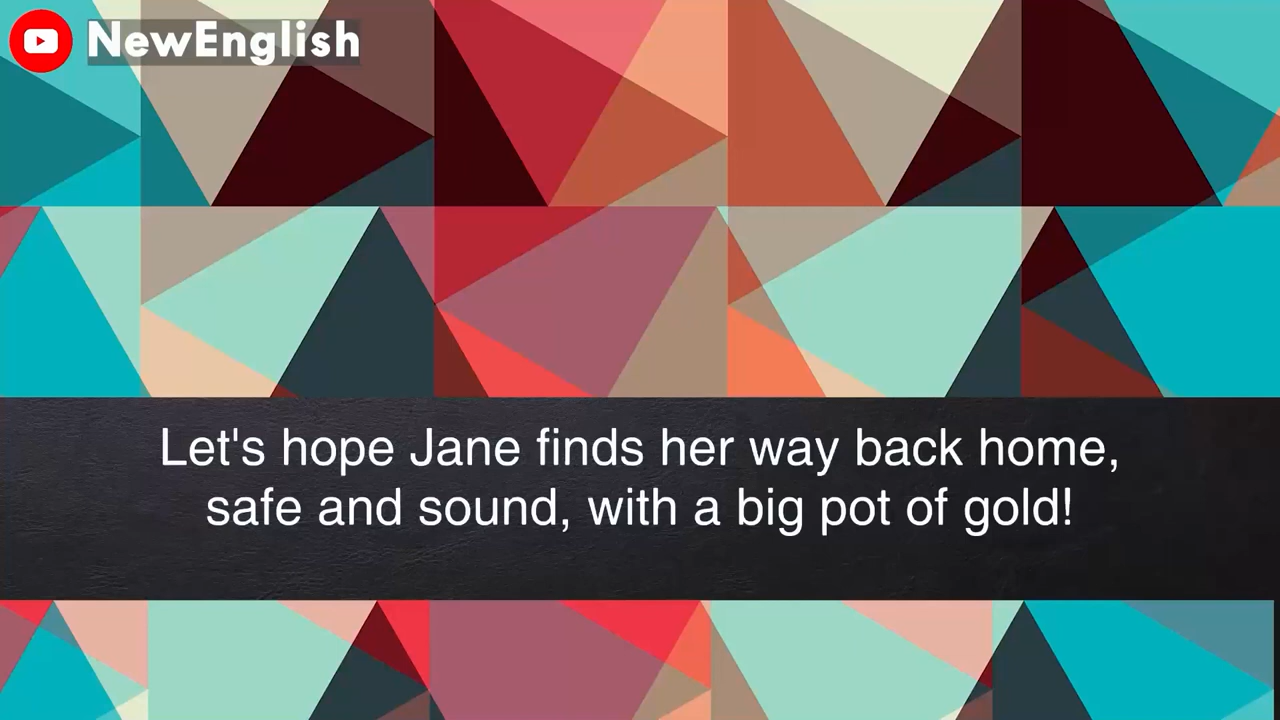 NewEnglish
Let's hope Jane finds her way back home,
safe and sound, with a big pot of gold!